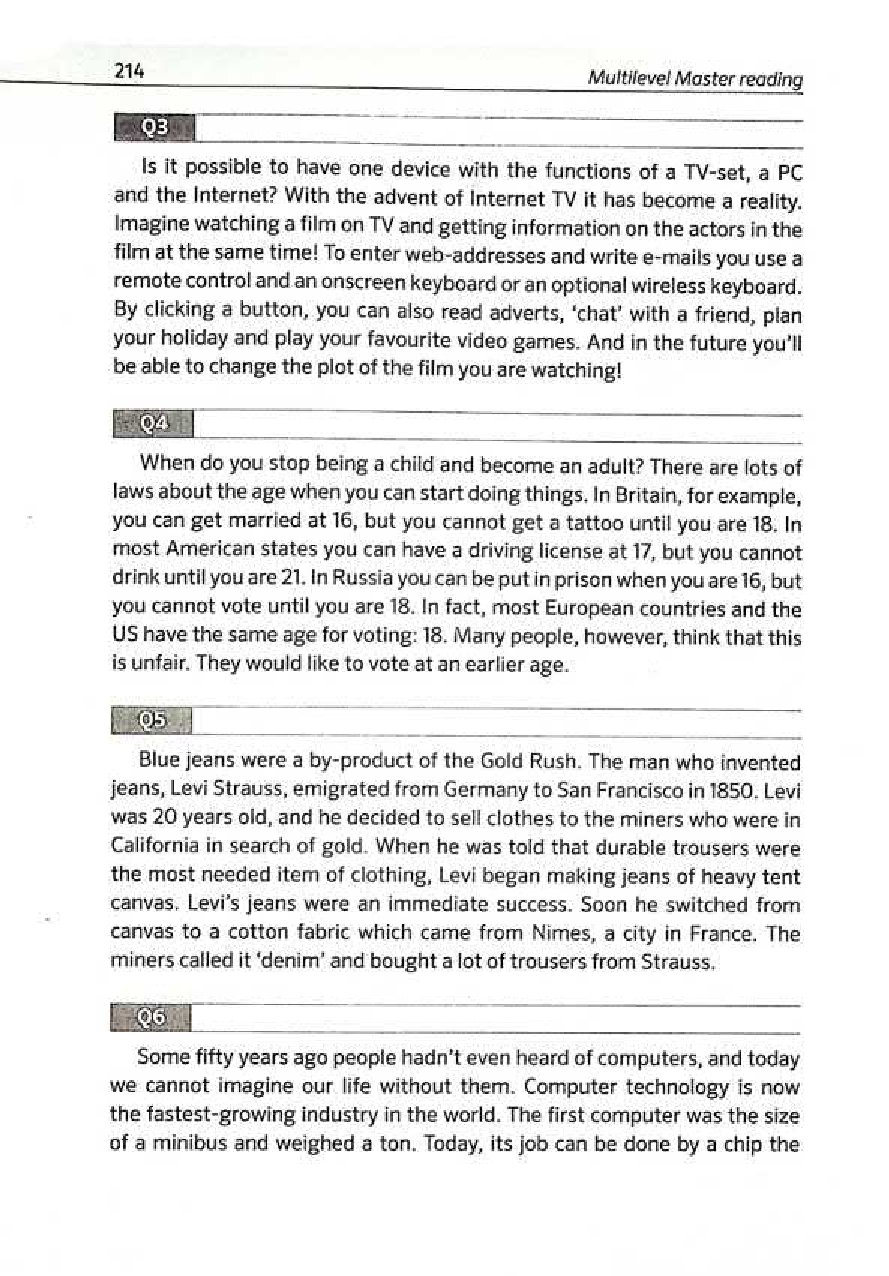 214
Multilevel Master reading
Q3
Is it possible to have one device with the functions of a TV-set, a PC
and the Internet? With the advent of Internet TV it has become a reality.
Imagine watching a film on TV and getting information on the actors in the
film at the same time! To enter web-addresses and write e-mails you use a
remote control and an onscreen keyboard or an optional wireless keyboard.
By clicking a button, you can also read adverts, ‘chat’ with a friend, plan
your holiday and play your favourite video games. And in the future you’ll
be able to change the plot of the film you are watching!
Q4
When do you stop being a child and become an adult? There are lots of
laws about the age when you can start doing things. In Britain, for example,
you can get married at 16, but you cannot get a tattoo until you are 18. In
most American states you can have a driving license at 17, but you cannot
drink until you are 21. In Russia you can be put in prison when you are 16, but
you cannot vote until you are 18. In fact, most European countries and the
US have the same age for voting: 18. Many people, however, think that this
is unfair. They would like to vote at an earlier age.
Q5
Blue jeans were a by-product of the Gold Rush. The man who invented
jeans, Levi Strauss, emigrated from Germany to San Francisco in 1850. Levi
was 20 years old, and he decided to sell clothes to the miners who were in
California in search of gold. When he was told that durable trousers were
the most needed item of clothing, Levi began making jeans of heavy tent
canvas. Levi’s jeans were an immediate success. Soon he switched from
canvas to a cotton fabric which came from Nimes, a city in France. The
miners called it ‘denim’ and bought a lot of trousers from Strauss.
Q6
Some fifty years ago people hadn’t even heard of computers, and today
we cannot imagine our life without them. Computer technology is now
the fastest-growing industry in the world. The first computer was the size
of a minibus and weighed a ton. Today, its job can be done by a chip the